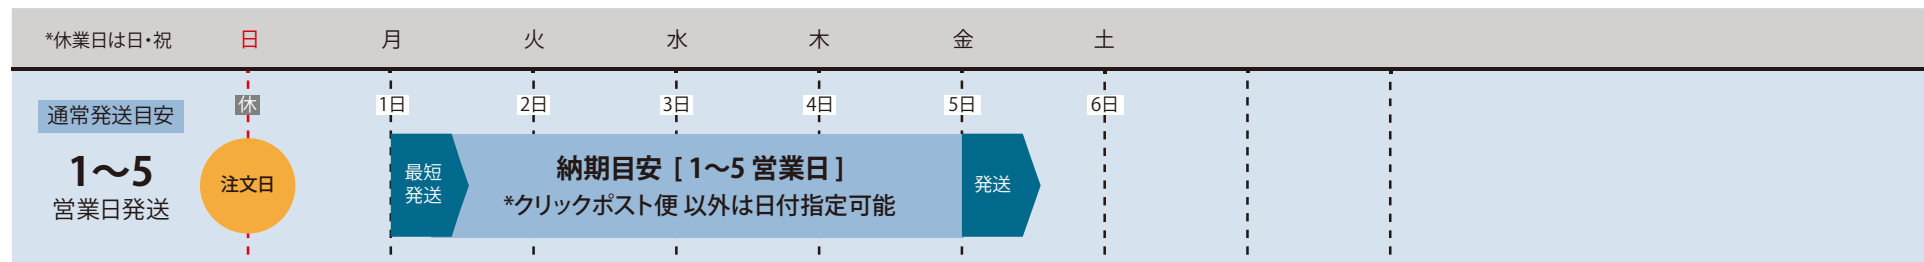 *休業日は日・祝 日 月 火 水 木 金 土
休 1日 2日 3日 4日 5日 6日
通常発送目安
1〜5
営業日発送
注文日
最短
発送
納期目安 [ 1〜5 営業日 ]
*クリックポスト便 以外は日付指定可能
発送